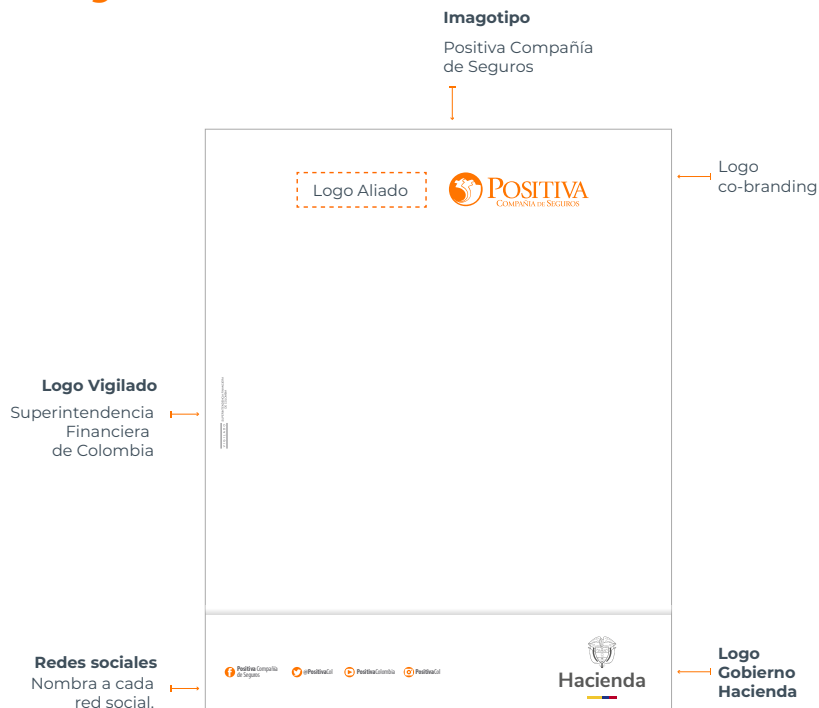 Imagotipo
Positiva Compañía
de Seguros
Logo
co-branding
Logo Aliado
POSITIVA
COMPAÑIA DE SEGUROS
Logo Vigilado
Superintendencia
Financiera
de Colombia
Redes sociales
Nombra a cada
red social.
Positiva Compañía
de Seguros
@PositivaCol
PositivaColombia
PositivaCol
Hacienda
Logo
Gobierno
Hacienda